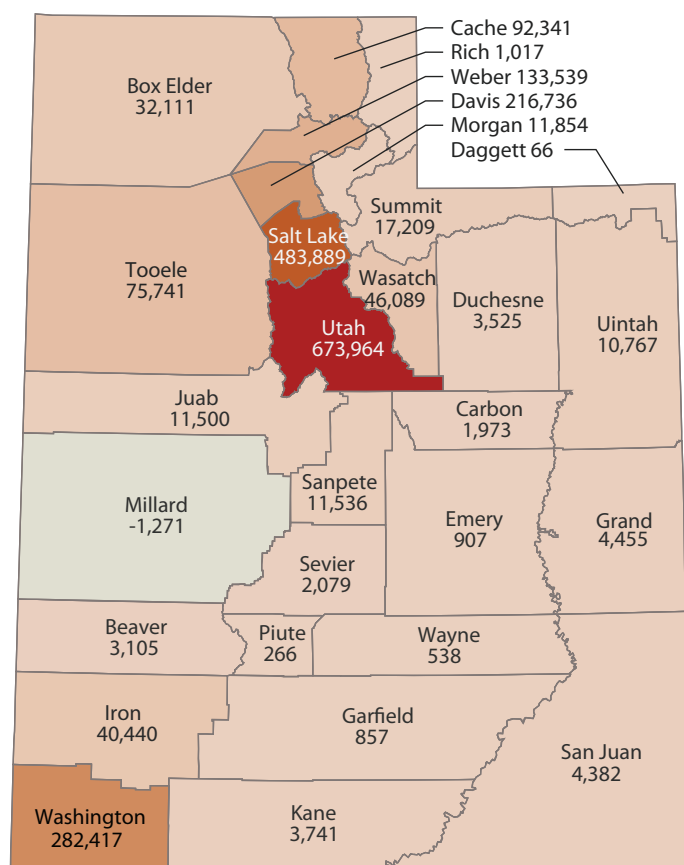 Cache 92,341
Rich 1,017
Weber 133,539
Davis 216,736
Morgan 11,854
Daggett 66
Box Elder
32,111
Summit
17,209
Salt Lake
483,889
Tooele
75,741
Wasatch
46,089
Duchesne
3,525
Uintah
10,767
Utah
673,964
Juab
11,500
Carbon
1,973
Sanpete
11,536
Millard
-1,271
Emery
907
Grand
4,455
Sevier
2,079
Beaver
3,105
Piute
266
Wayne
538
Iron
40,440
Garfield
857
San Juan
4,382
Washington
282,417
Kane
3,741